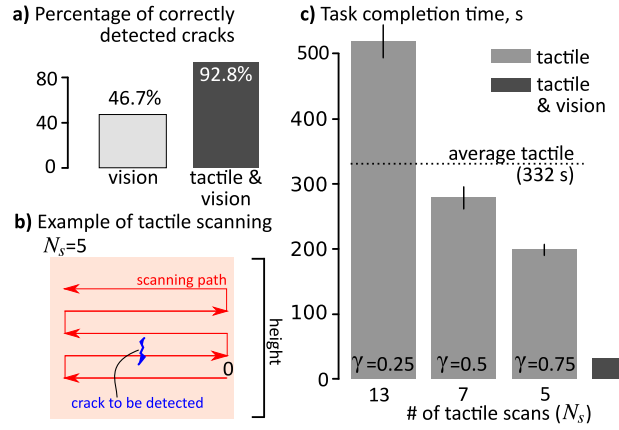 a) Percentage of correctly
detected cracks
80
40
0
46.7%
92.8%
vision
tactile &
vision
b) Example of tactile scanning
Nₛ=5
scanning path
0
crack to be detected
height
c) Task completion time, s
500
400
300
200
100
0
tactile
tactile
& vision
average tactile
(332 s)
γ=0.25
γ=0.5
γ=0.75
13
7
5
# of tactile scans (Nₛ)